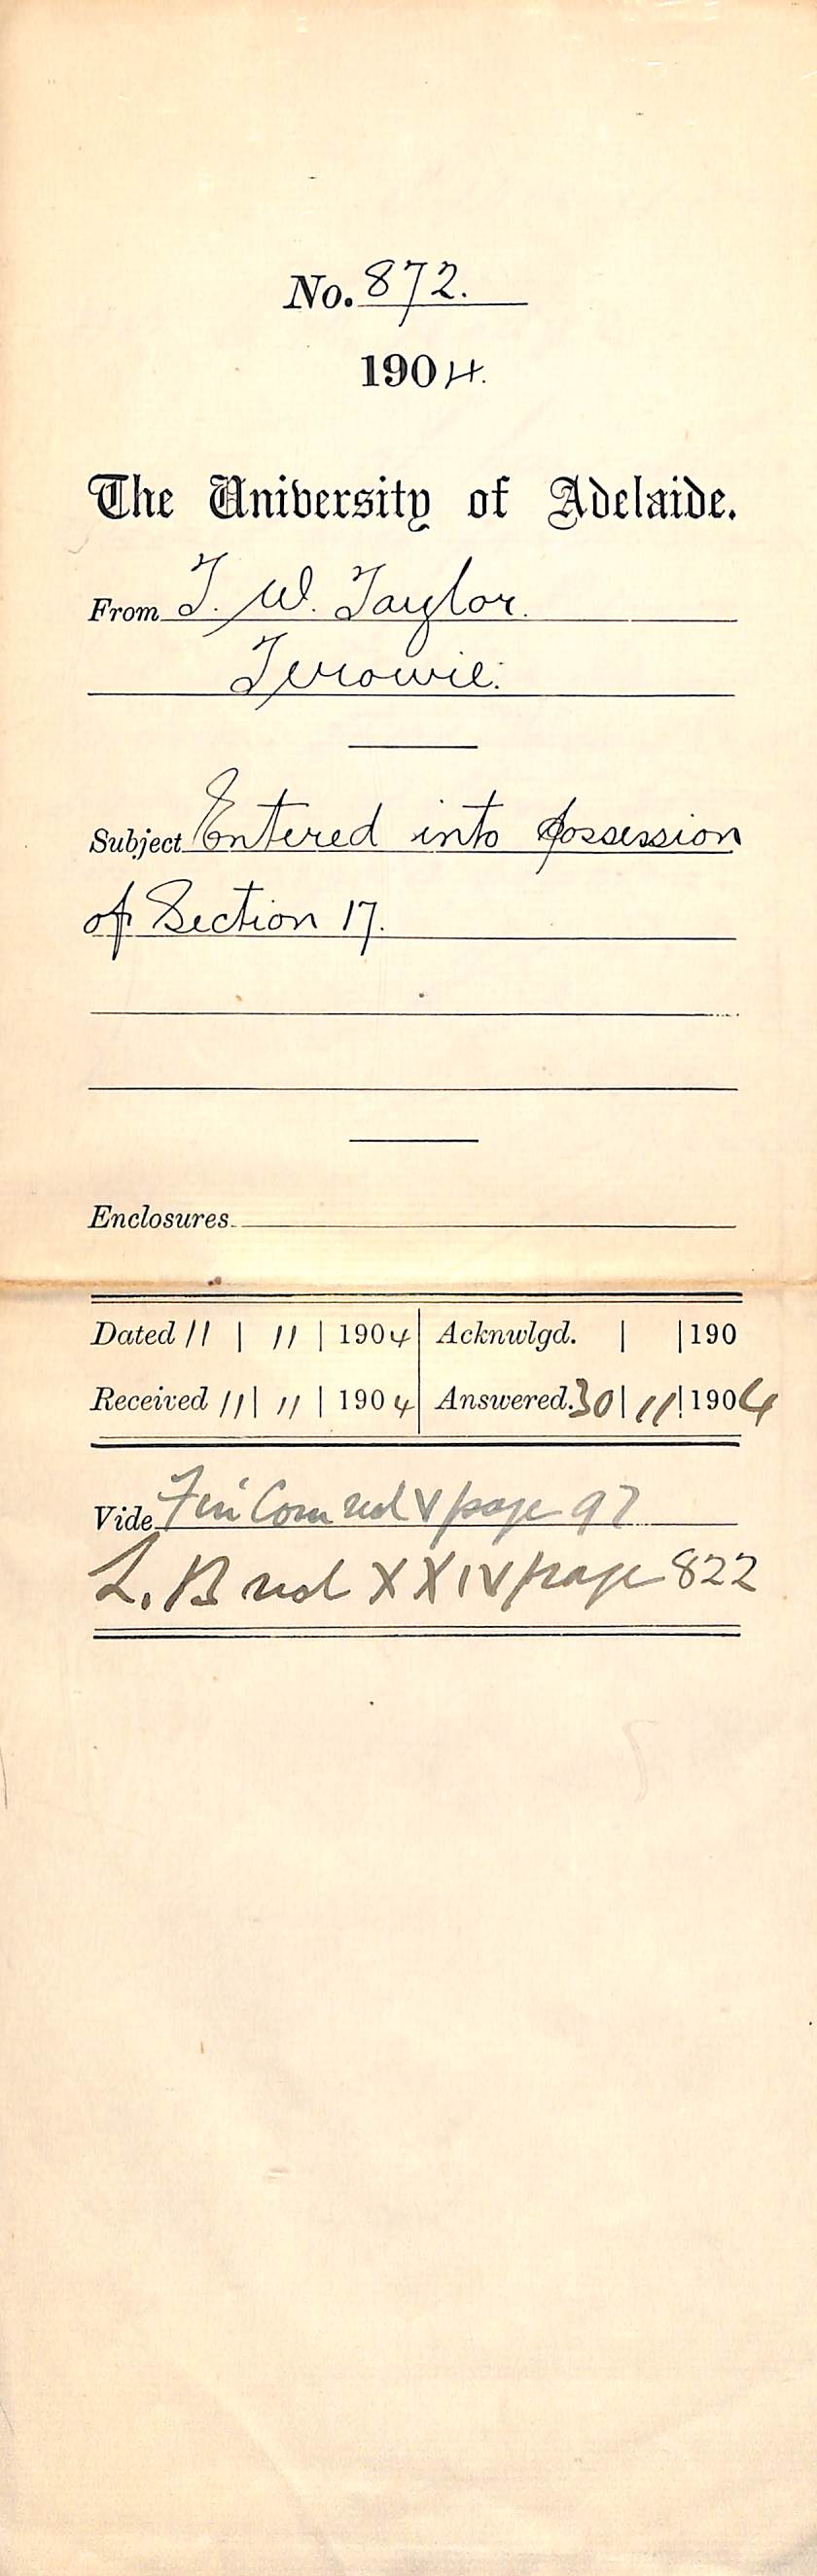 No. 872.
1904.
The University of Adelaide.
From T. W. Taylor.
Terowie.
Subject Entered into possession
of Section 17.
Enclosures
Dated 11 | 11 | 1904 Acknwlgd. | | 190
Received 11 | 11 | 1904 Answered. 30 | 11 | 1904
Vide Fin Com vol V page 97
L. B vol XXIV page 822